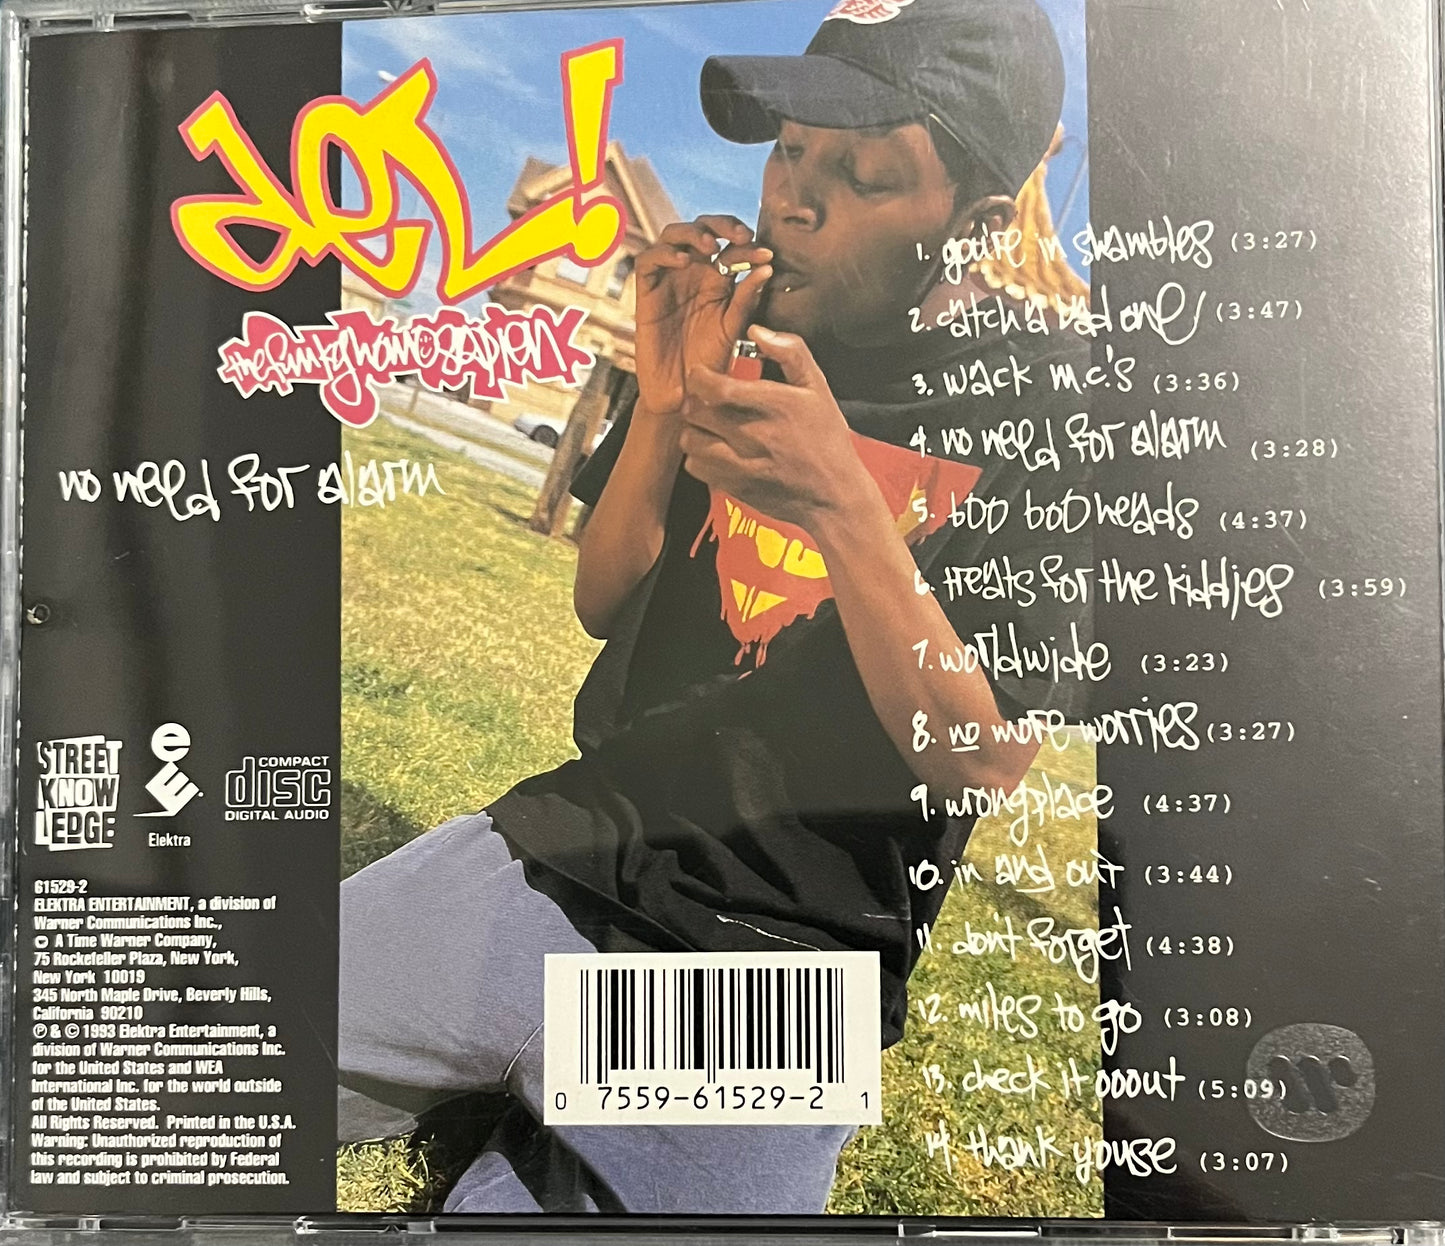 del!
the funky homosapien
no need for alarm
1. you're in shambles (3:27)
2. catch a bad one (3:47)
3. wack m.c.'s (3:36)
4. no need for alarm (3:28)
5. boo boo heads (4:37)
6. treats for the kiddies (3:59)
7. worldwide (3:23)
8. no more worries (3:27)
9. wrongplace (4:37)
10. in and out (3:44)
11. don't forget (4:38)
12. miles to go (3:08)
13. check it ooout (5:09)
14. thank youse (3:07)
STREET
KNOW
LEDGE
e
Elektra
COMPACT
disc
DIGITAL AUDIO
61529-2
ELEKTRA ENTERTAINMENT, a division of
Warner Communications Inc.,
A Time Warner Company,
75 Rockefeller Plaza, New York,
New York 10019
345 North Maple Drive, Beverly Hills,
California 90210
℗ & © 1993 Elektra Entertainment, a
division of Warner Communications Inc.
for the United States and WEA
International Inc. for the world outside
of the United States.
All Rights Reserved. Printed in the U.S.A.
Warning: Unauthorized reproduction of
this recording is prohibited by Federal
law and subject to criminal prosecution.
0 7559-61529-2 1